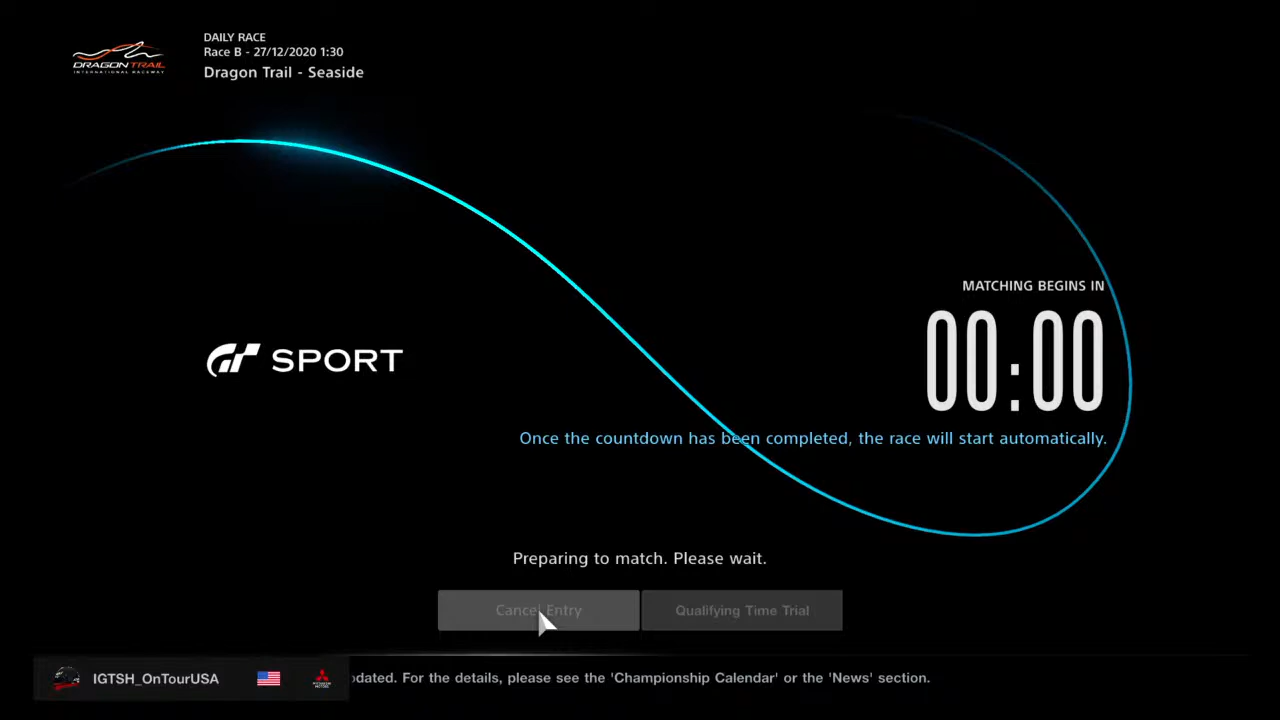 DRAGON TRAIL
INTERNATIONAL RACEWAY
DAILY RACE
Race B - 27/12/2020 1:30
Dragon Trail - Seaside
MATCHING BEGINS IN
00:00
GT SPORT
Once the countdown has been completed, the race will start automatically.
Preparing to match. Please wait.
Cancel Entry
Qualifying Time Trial
IGTSH_OnTourUSA
MITSUBISHI MOTORS
For the details, please see the 'Championship Calendar' or the 'News' section.